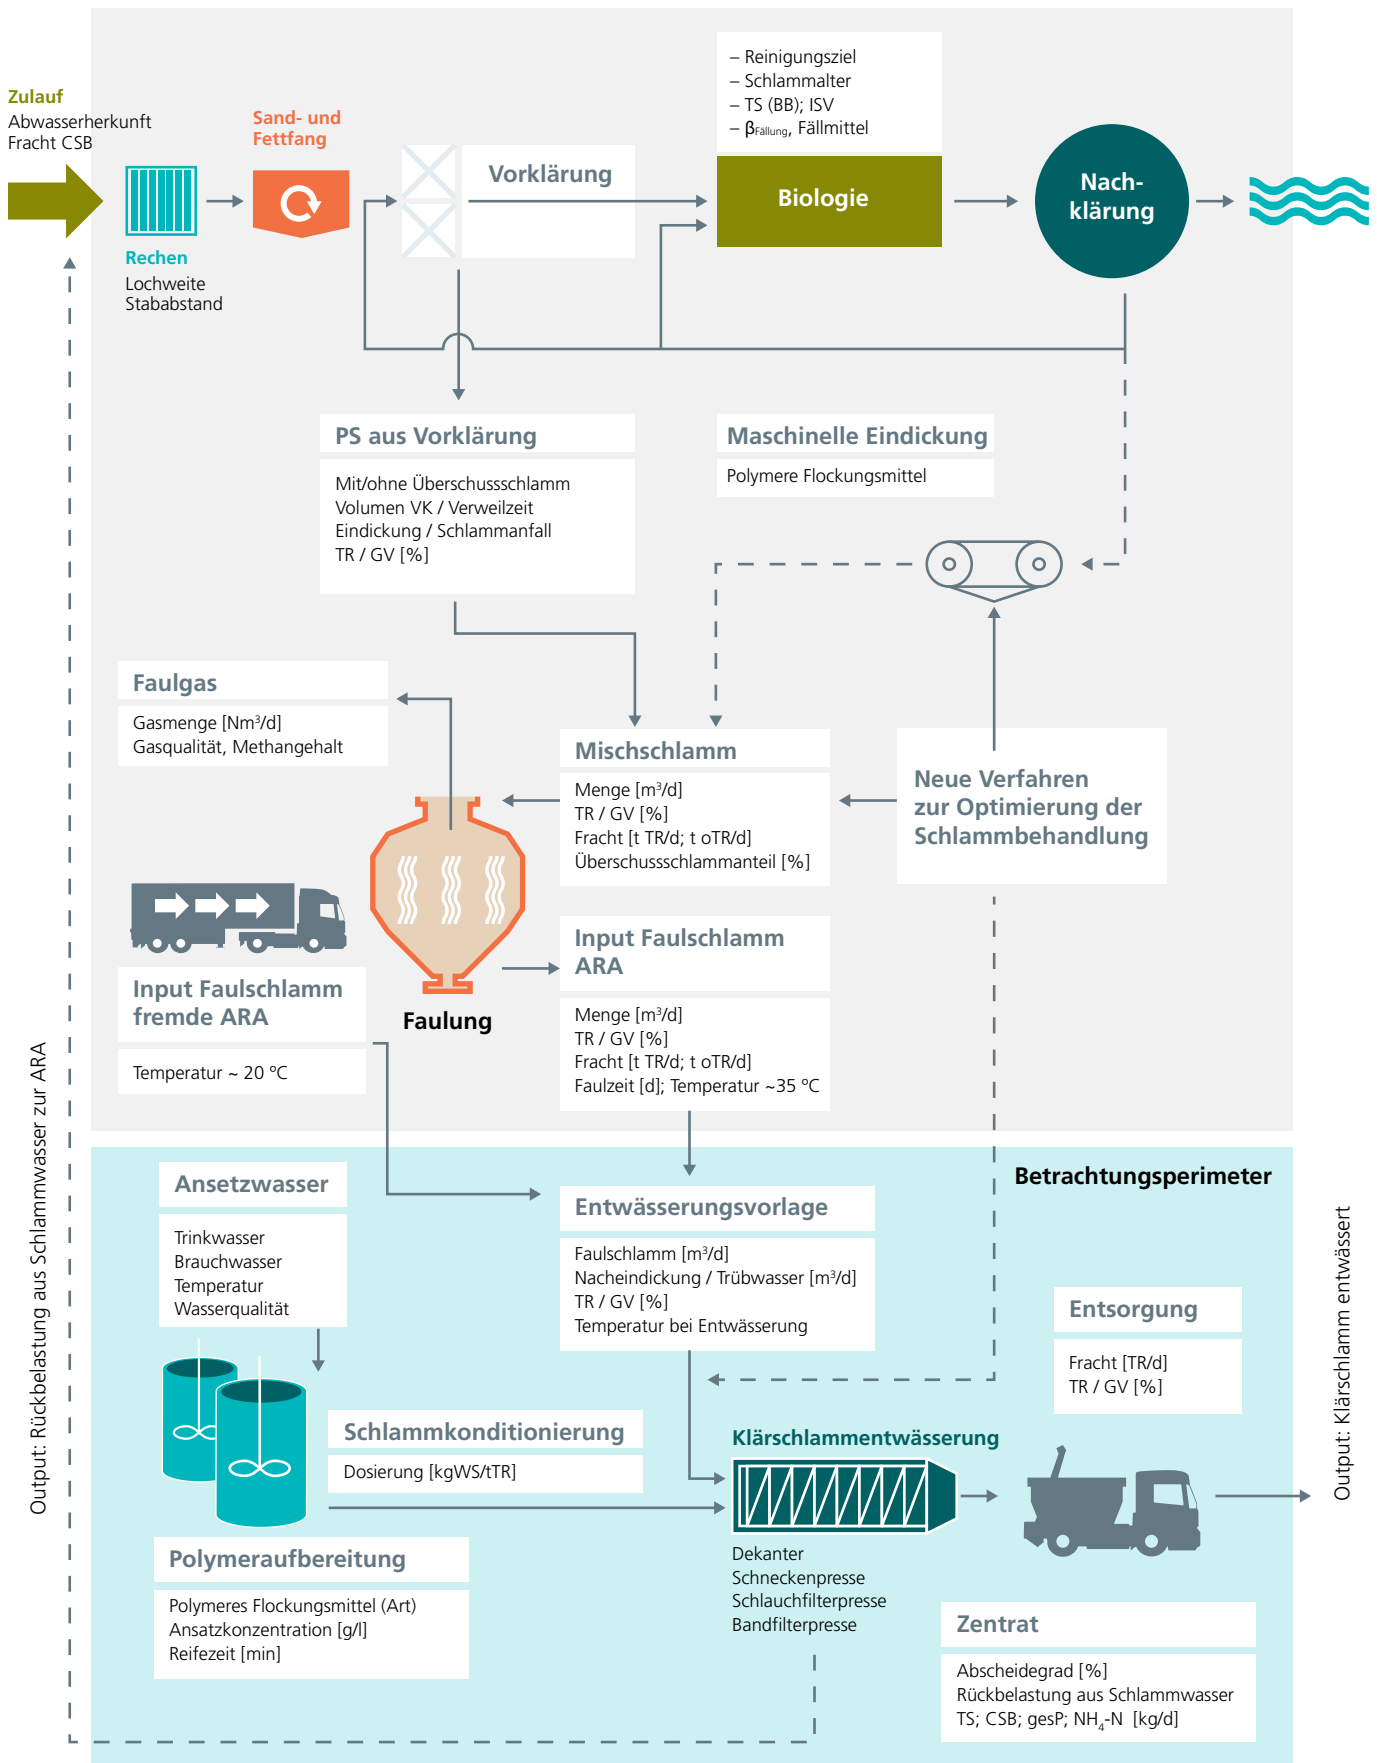 Zulauf
Abwasserherkunft
Fracht CSB
Rechen
Lochweite
Stababstand
Sand- und
Fettfang
Vorklärung
– Reinigungsziel
– Schlammalter
– TS (BB); ISV
– βFällung, Fällmittel
Biologie
Nach-
klärung
PS aus Vorklärung
Mit/ohne Überschussschlamm
Volumen VK / Verweilzeit
Eindickung / Schlammanfall
TR / GV [%]
Maschinelle Eindickung
Polymere Flockungsmittel
Faulgas
Gasmenge [Nm³/d]
Gasqualität, Methangehalt
Mischschlamm
Menge [m³/d]
TR / GV [%]
Fracht [t TR/d; t oTR/d]
Überschussschlammanteil [%]
Neue Verfahren
zur Optimierung der
Schlammbehandlung
Input Faulschlamm
fremde ARA
Temperatur ~ 20 ºC
Faulung
Input Faulschlamm
ARA
Menge [m³/d]
TR / GV [%]
Fracht [t TR/d; t oTR/d]
Faulzeit [d]; Temperatur ~35 ºC
Output: Rückbelastung aus Schlammwasser zur ARA
Betrachtungsperimeter
Ansetzwasser
Trinkwasser
Brauchwasser
Temperatur
Wasserqualität
Entwässerungsvorlage
Faulschlamm [m³/d]
Nacheindickung / Trübwasser [m³/d]
TR / GV [%]
Temperatur bei Entwässerung
Entsorgung
Fracht [TR/d]
TR / GV [%]
Output: Klärschlamm entwässert
Schlammkonditionierung
Dosierung [kgWS/tTR]
Klärschlammentwässerung
Dekanter
Schneckenpresse
Schlauchfilterpresse
Bandfilterpresse
Polymeraufbereitung
Polymeres Flockungsmittel (Art)
Ansatzkonzentration [g/l]
Reifezeit [min]
Zentrat
Abscheidegrad [%]
Rückbelastung aus Schlammwasser
TS; CSB; gesP; NH₄-N [kg/d]